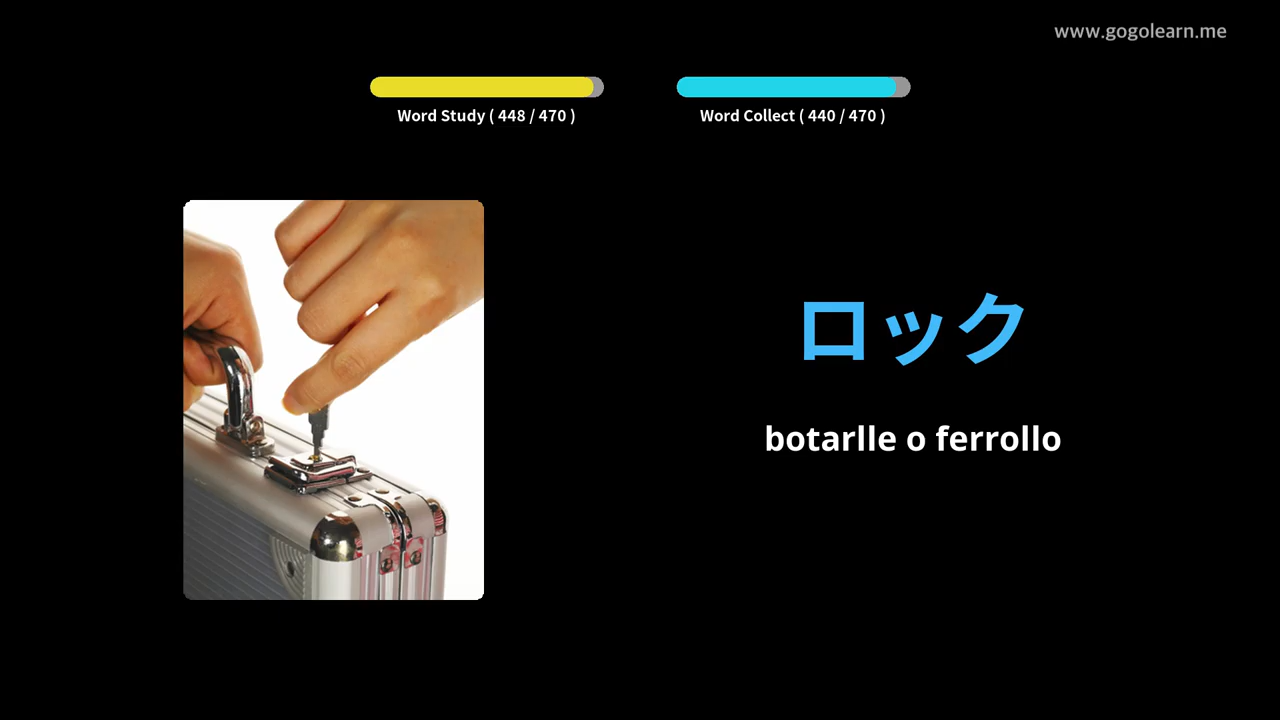 www.gogolearn.me
Word Study ( 448 / 470 )
Word Collect ( 440 / 470 )
ロック
botarlle o ferrollo